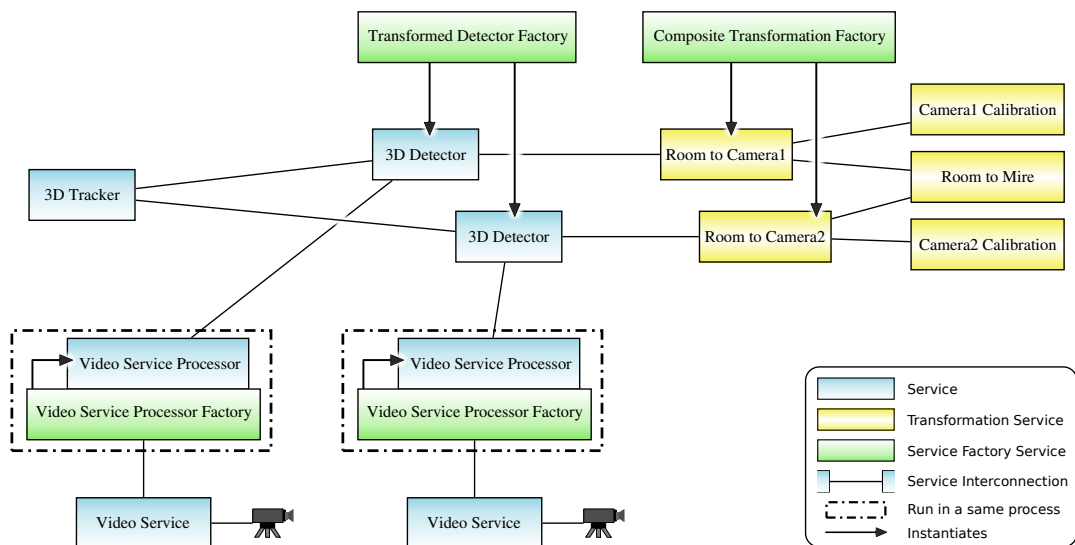 Transformed Detector Factory
Composite Transformation Factory
Camera1 Calibration
3D Detector
Room to Camera1
Room to Mire
3D Tracker
3D Detector
Room to Camera2
Camera2 Calibration
Video Service Processor
Video Service Processor
Video Service Processor Factory
Video Service Processor Factory
Video Service
Video Service
Service
Transformation Service
Service Factory Service
Service Interconnection
Run in a same process
Instantiates